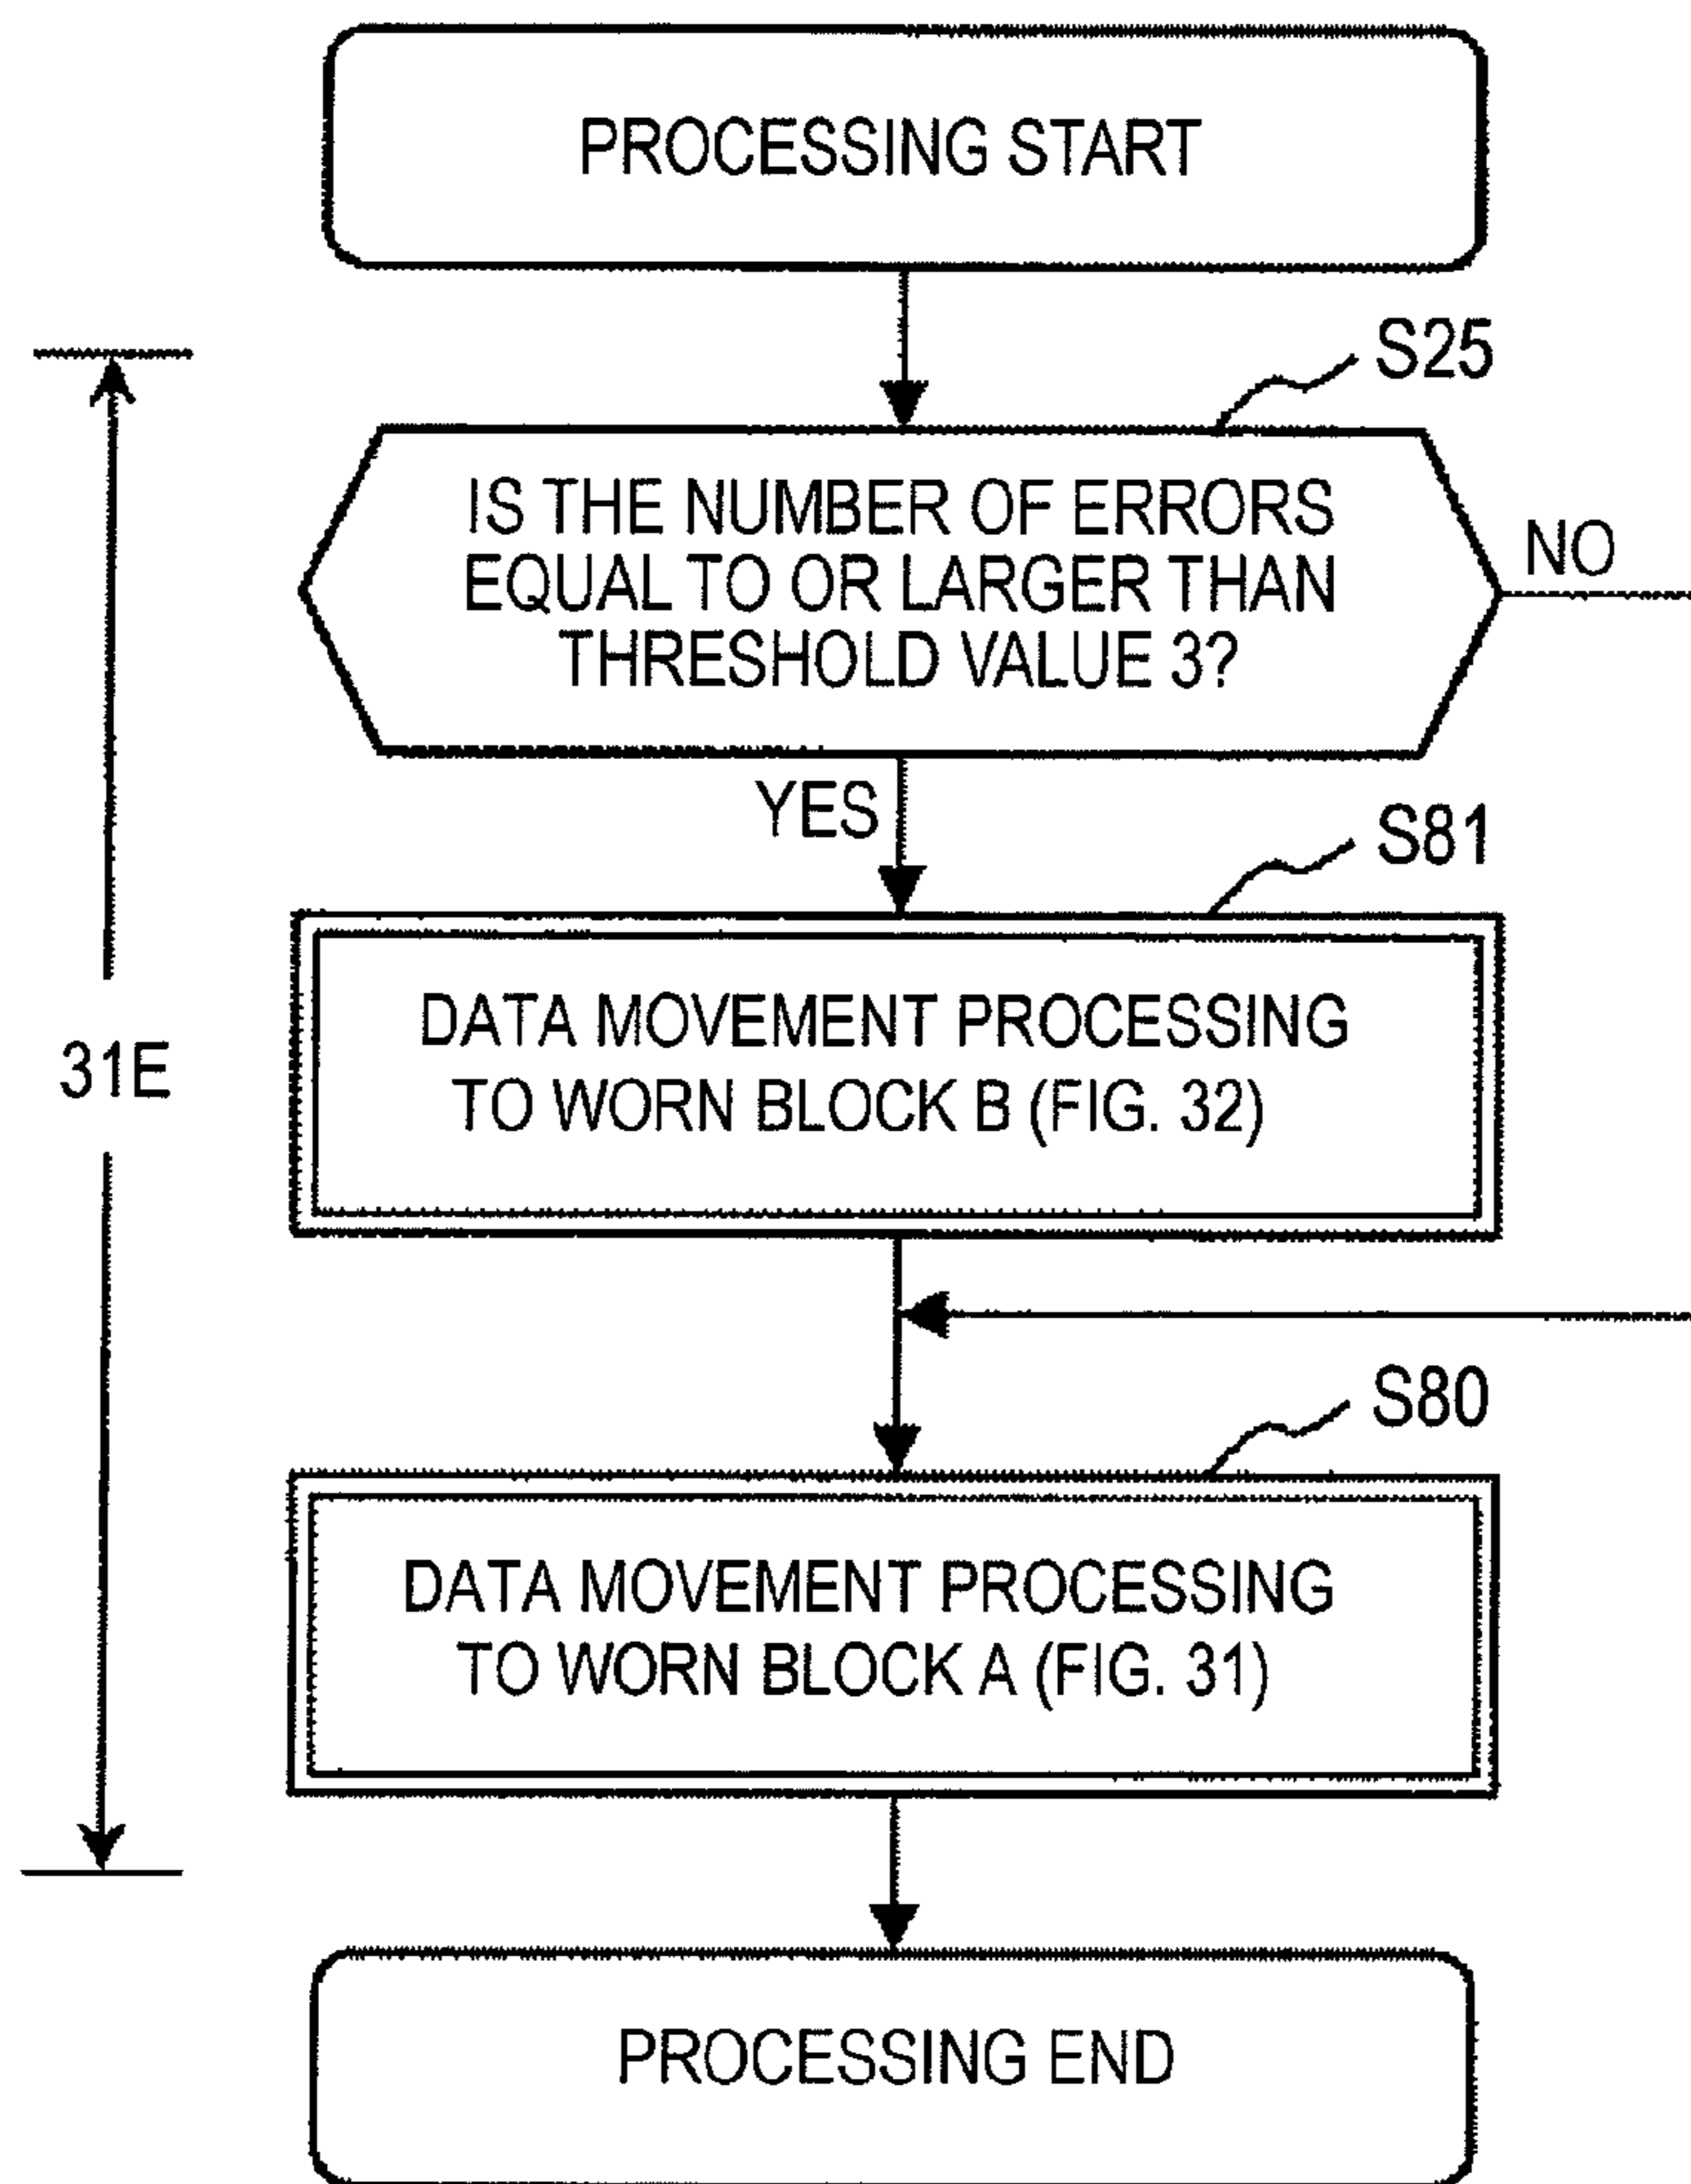 PROCESSING START
S25
IS THE NUMBER OF ERRORS
EQUAL TO OR LARGER THAN
THRESHOLD VALUE 3?
NO
YES
S81
DATA MOVEMENT PROCESSING
TO WORN BLOCK B (FIG. 32)
31E
S80
DATA MOVEMENT PROCESSING
TO WORN BLOCK A (FIG. 31)
PROCESSING END